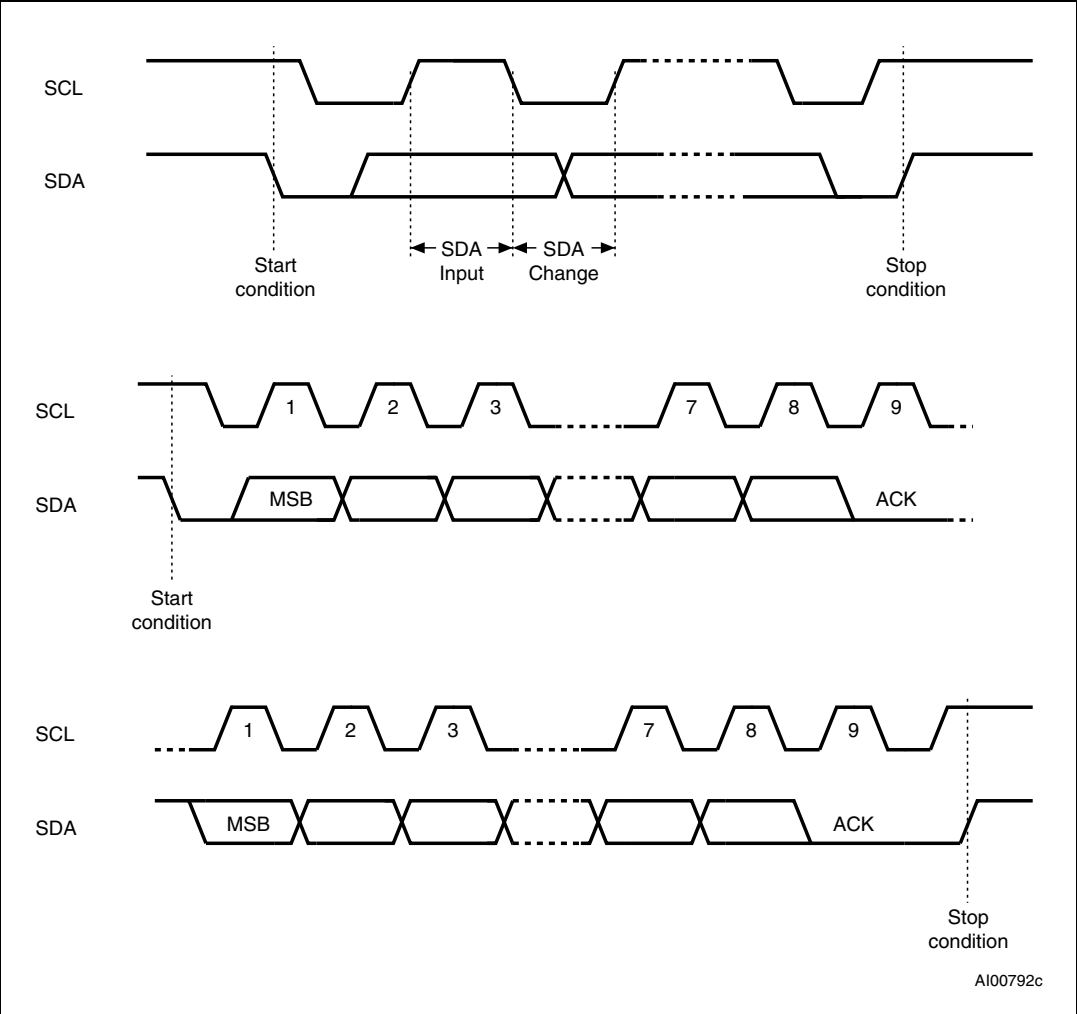 SCL
SDA
SDA
Input
SDA
Change
Start
condition
Stop
condition
SCL
1 2 3 7 8 9
SDA
MSB ACK
Start
condition
SCL
1 2 3 7 8 9
SDA
MSB ACK
Stop
condition
AI00792c